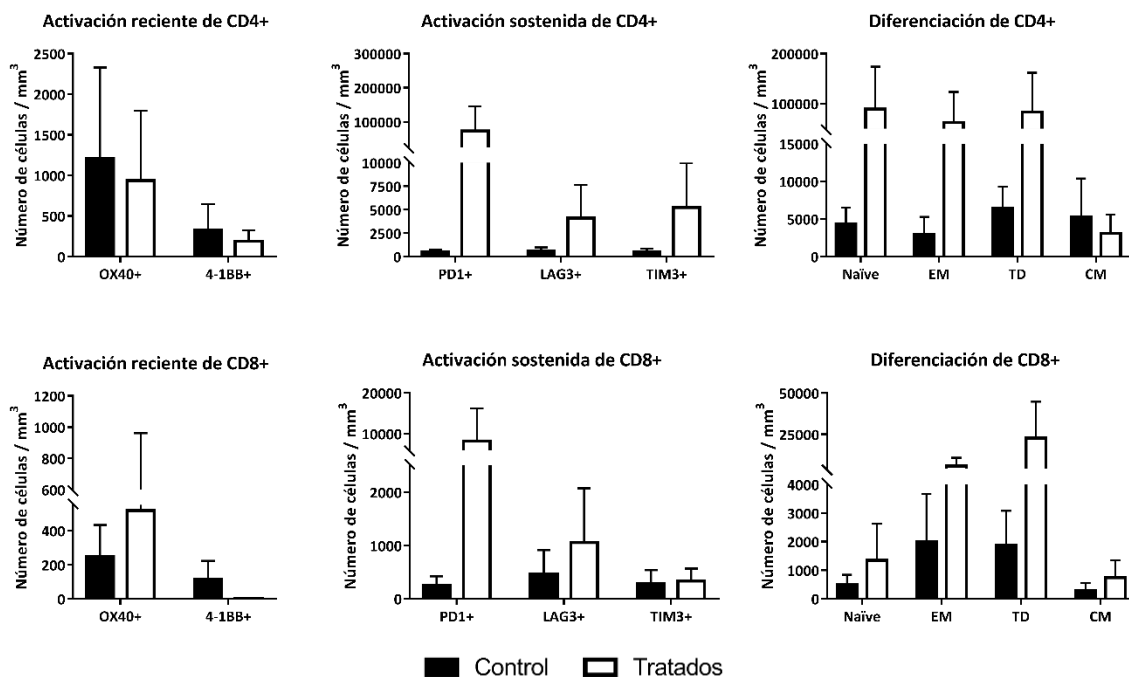 Activación reciente de CD4+
Número de células / mm³
2500
2000
1500
1000
500
0
OX40+ 4-1BB+
Activación sostenida de CD4+
Número de células / mm³
300000
200000
100000
10000
7500
5000
2500
0
PD1+ LAG3+ TIM3+
Diferenciación de CD4+
Número de células / mm³
200000
100000
15000
10000
5000
0
Naïve EM TD CM
Activación reciente de CD8+
Número de células / mm³
1200
1000
800
600
400
200
0
OX40+ 4-1BB+
Activación sostenida de CD8+
Número de células / mm³
20000
10000
2000
1000
0
PD1+ LAG3+ TIM3+
Diferenciación de CD8+
Número de células / mm³
50000
25000
4000
3000
2000
1000
0
Naïve EM TD CM
Control Tratados